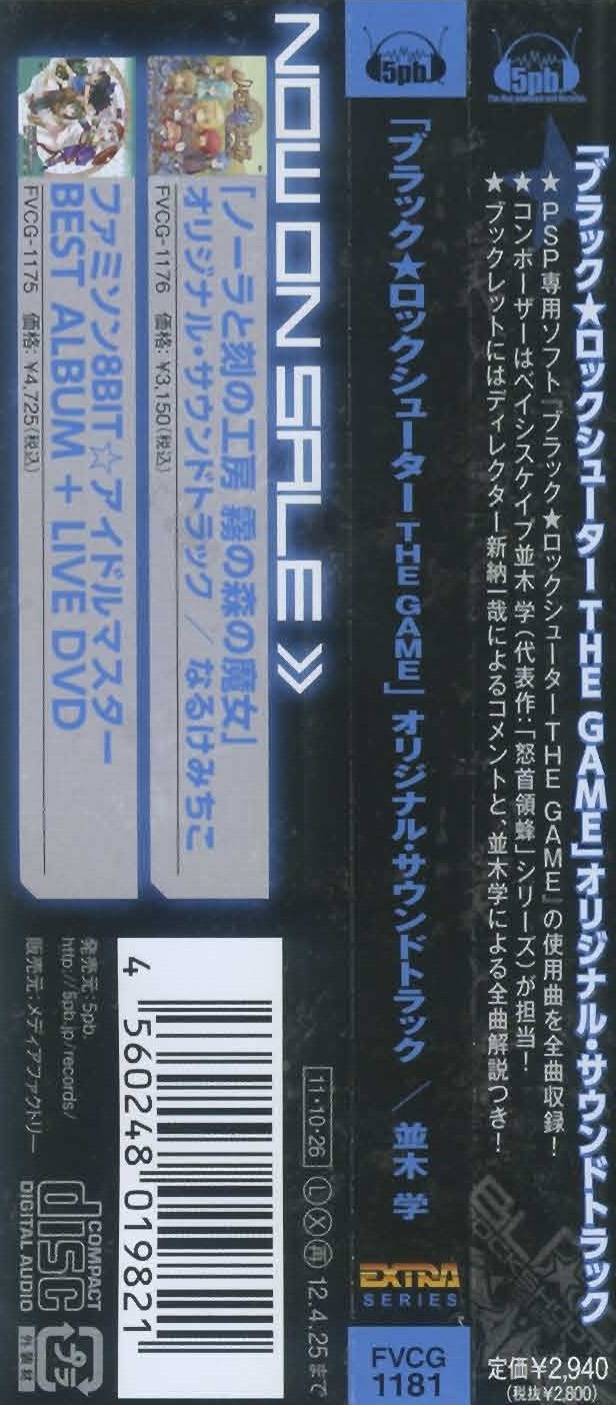 「ブラック★ロックシューター THE GAME」オリジナル・サウンドトラック
★PSP専用ソフト「ブラック★ロックシューター THE GAME」の使用曲を全曲収録！
★コンポーザーはベイシスケイプ並木 学（代表作：「怒首領蜂」シリーズ）が担当！
★ブックレットにはディレクター新納一哉によるコメントと、並木学による全曲解説つき！
定価¥2,940
(税抜¥2,800)
5pb.
5pb.
「ブラック★ロックシューター THE GAME」オリジナル・サウンドトラック ／ 並木 学
EXTRA
SERIES
FVCG
1181
NOW ON SALE
「ノーラと刻の工房 霧の森の魔女」
オリジナル・サウンドトラック ／ なるけみちこ
FVCG-1176 価格：¥3,150(税込)
ファミソン8BIT☆アイドルマスター
BEST ALBUM + LIVE DVD
FVCG-1175 価格：¥4,725(税込)
11・10・26 Ⓛ Ⓧ 再 12.4.25 まで
4 560248 019821
発売元：5pb.
http://5pb.jp/records/
販売元：メディアファクトリー
COMPACT
disc
DIGITAL AUDIO
プラ
外装材